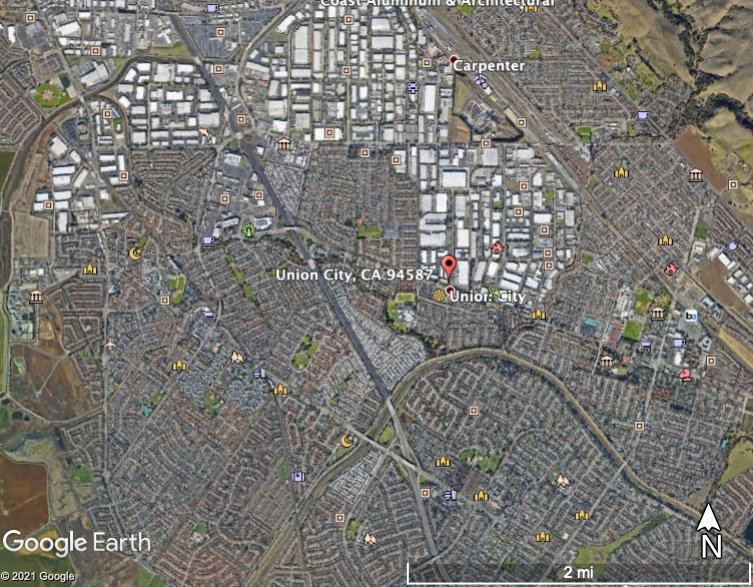 Coast Aluminum & Architectural
Carpenter
Union City, CA 94587
Union City
Google Earth
© 2021 Google
N
2 mi